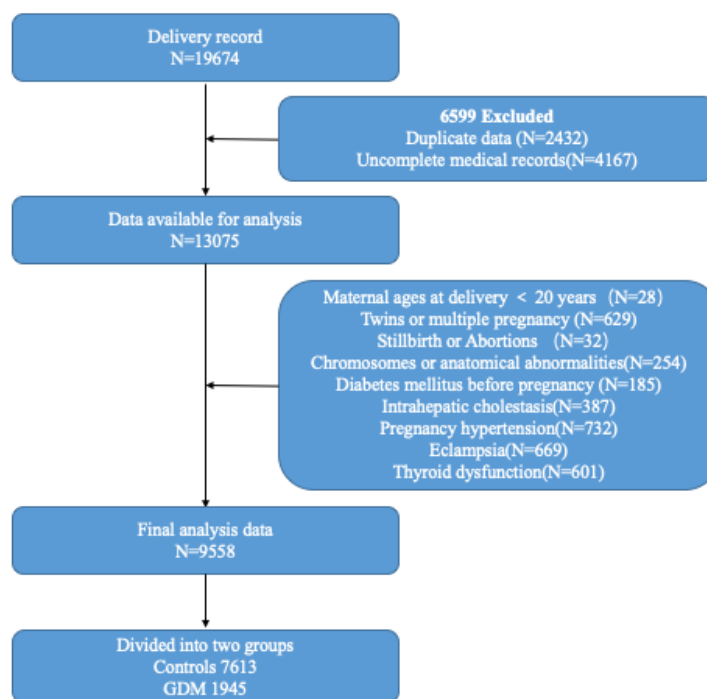 Delivery record
N=19674
6599 Excluded
Duplicate data (N=2432)
Uncomplete medical records(N=4167)
Data available for analysis
N=13075
Maternal ages at delivery < 20 years（N=28）
Twins or multiple pregnancy (N=629)
Stillbirth or Abortions （N=32）
Chromosomes or anatomical abnormalities(N=254)
Diabetes mellitus before pregnancy (N=185)
Intrahepatic cholestasis(N=387)
Pregnancy hypertension(N=732)
Eclampsia(N=669)
Thyroid dysfunction(N=601)
Final analysis data
N=9558
Divided into two groups
Controls 7613
GDM 1945